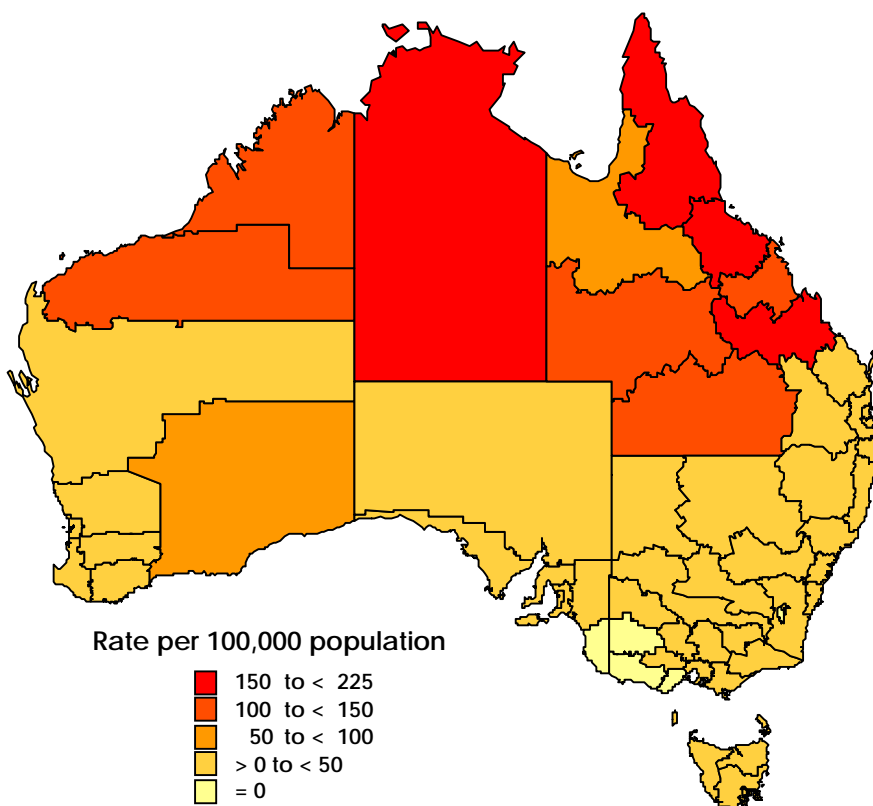 Rate per 100,000 population
150 to < 225
100 to < 150
50 to < 100
> 0 to < 50
= 0